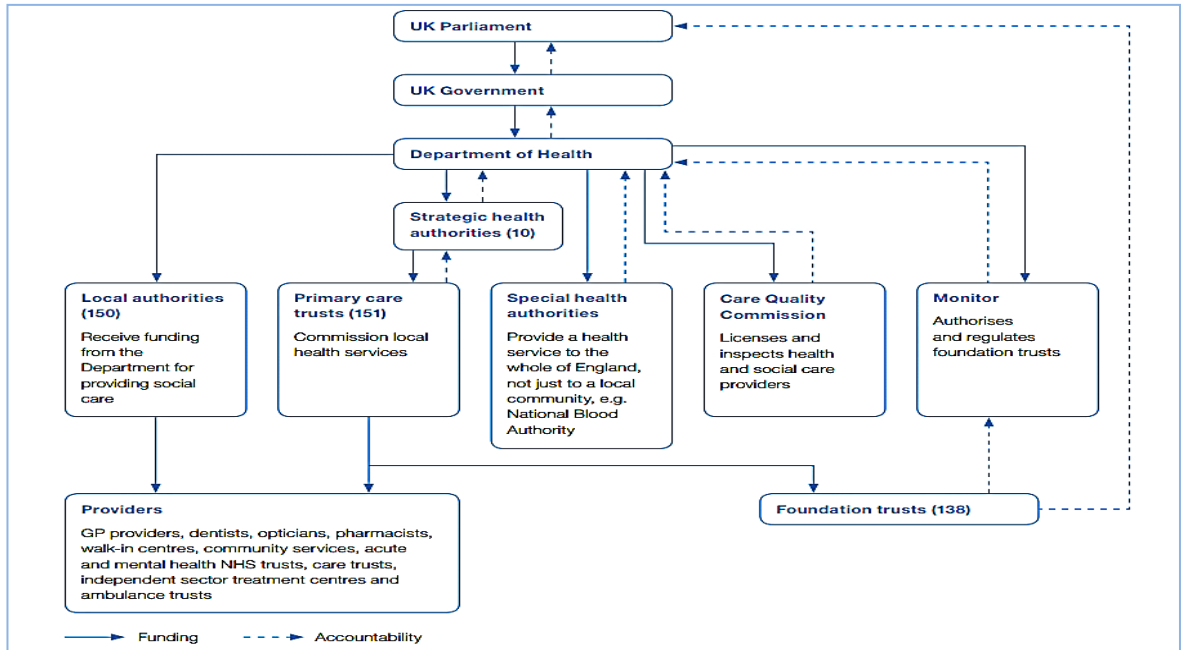 UK Parliament
UK Government
Department of Health
Strategic health
authorities (10)
Local authorities
(150)
Receive funding
from the
Department for
providing social
care
Primary care
trusts (151)
Commission local
health services
Special health
authorities
Provide a health
service to the
whole of England,
not just to a local
community, e.g.
National Blood
Authority
Care Quality
Commission
Licenses and
inspects health
and social care
providers
Monitor
Authorises
and regulates
foundation trusts
Providers
GP providers, dentists, opticians, pharmacists,
walk-in centres, community services, acute
and mental health NHS trusts, care trusts,
independent sector treatment centres and
ambulance trusts
Foundation trusts (138)
Funding
Accountability